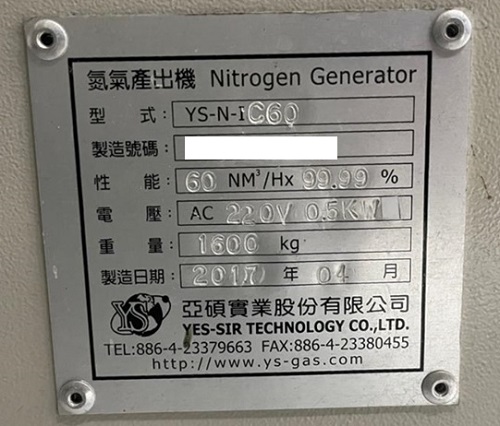 氮氣產出機 Nitrogen Generator
型 式: YS-N-IC60
製造號碼:
性 能: 60 NM³/Hx 99.99 %
電 壓: AC 220V 0.5KW
重 量: 1600 kg
製造日期: 2017 年 04 月
YS 亞碩實業股份有限公司
YES-SIR TECHNOLOGY CO.,LTD.
TEL:886-4-23379663 FAX:886-4-23380455
http://www.ys-gas.com